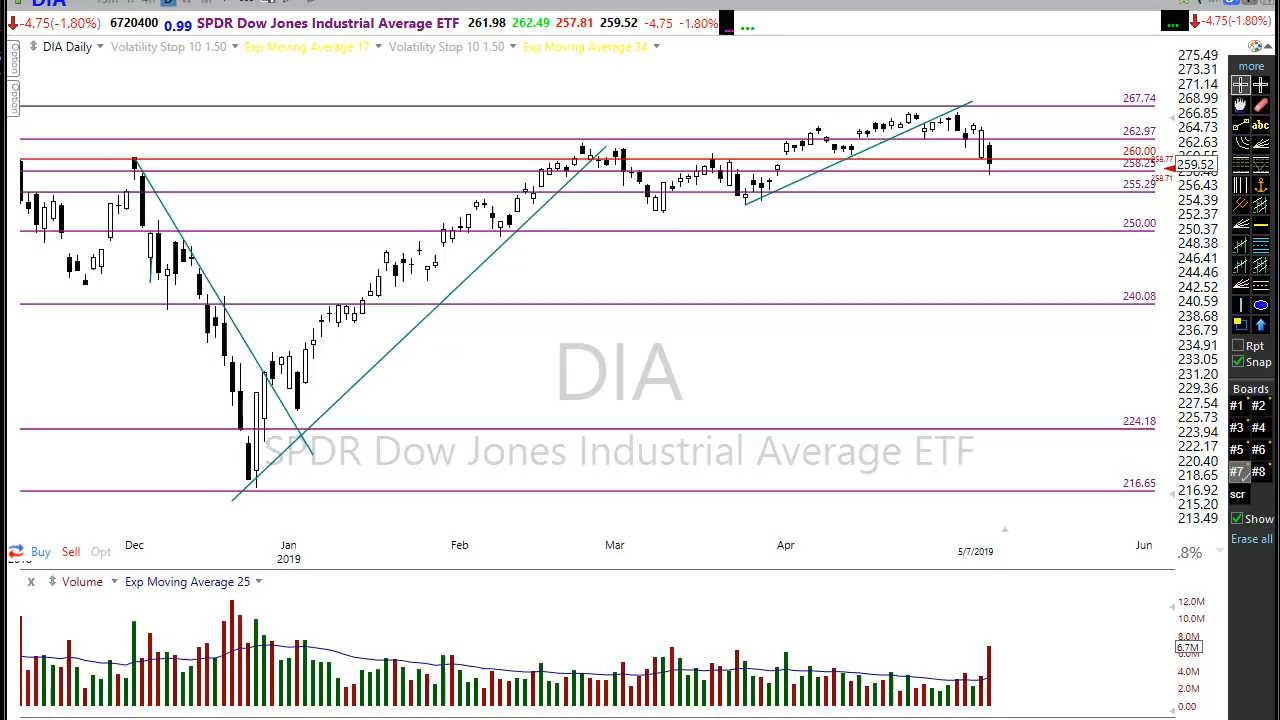 DIA
-4.75(-1.80%) 6720400 0.99 SPDR Dow Jones Industrial Average ETF 261.98 262.49 257.81 259.52 -4.75 -1.80% ... ... ... -4.75(-1.80%)
DIA Daily Volatility Stop 10 1.50 Exp Moving Average 17 Volatility Stop 10 1.50 Exp Moving Average 34
Option
Option
267.74
262.97
260.00
258.25
255.29
250.00
240.08
224.18
216.65
258.77
258.71
275.49
273.31
271.14
268.99
266.85
264.73
262.63
259.52
256.43
254.39
252.37
250.37
248.38
246.41
244.46
242.52
240.59
238.68
236.79
234.91
233.05
231.20
229.36
227.54
225.73
223.94
222.17
220.40
218.65
216.92
215.20
213.49
DIA
SPDR Dow Jones Industrial Average ETF
more
abc
Rpt
Snap
Boards
#1 #2
#3 #4
#5 #6
#7 #8
scr
Show
Erase all
Buy Sell Opt
Dec Jan Feb Mar Apr 5/7/2019 Jun
2019
.8%
x Volume Exp Moving Average 25
12.0M
10.0M
8.0M
6.7M
4.0M
2.0M
0.00